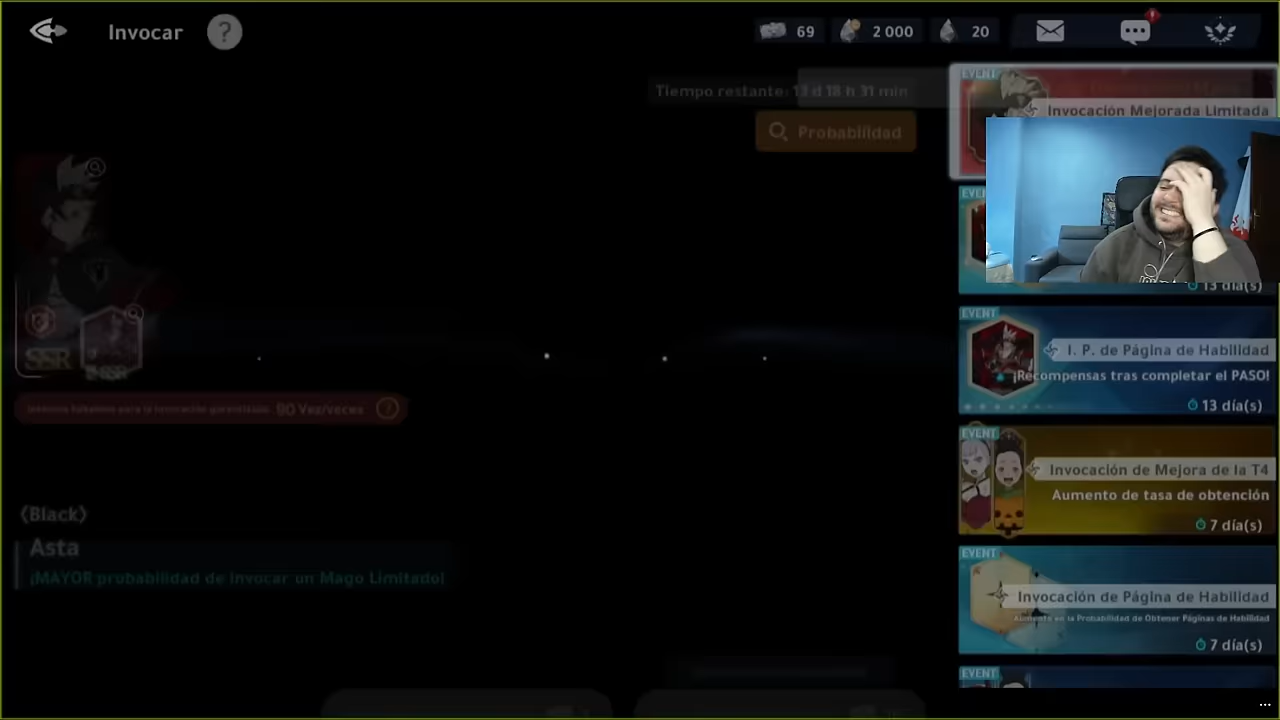 Invocar
?
69
2 000
20
Tiempo restante: 13 d 18 h 31 min
Probabilidad
EVENT
Invocación Mejorada Limitada
EVENT
13 día(s)
EVENT
I. P. de Página de Habilidad
¡Recompensas tras completar el PASO!
13 día(s)
EVENT
Invocación de Mejora de la T4
Aumento de tasa de obtención
7 día(s)
EVENT
Invocación de Página de Habilidad
Aumento en la Probabilidad de Obtener Páginas de Habilidad
7 día(s)
EVENT
SSR
SSR
90 Vez/veces
?
《Black》
Asta
¡MAYOR probabilidad de invocar un Mago Limitado!
...